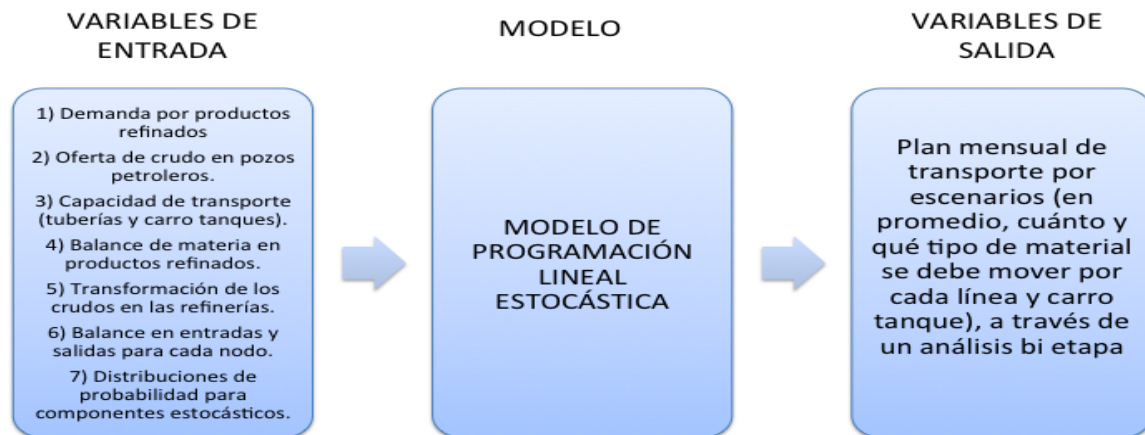 VARIABLES DE
ENTRADA
1) Demanda por productos
refinados
2) Oferta de crudo en pozos
petroleros.
3) Capacidad de transporte
(tuberías y carro tanques).
4) Balance de materia en
productos refinados.
5) Transformación de los
crudos en las refinerías.
6) Balance en entradas y
salidas para cada nodo.
7) Distribuciones de
probabilidad para
componentes estocásticos.
MODELO
MODELO DE
PROGRAMACIÓN
LINEAL
ESTOCÁSTICA
VARIABLES DE
SALIDA
Plan mensual de
transporte por
escenarios (en
promedio, cuánto y
qué tipo de material
se debe mover por
cada línea y carro
tanque), a través de
un análisis bi etapa